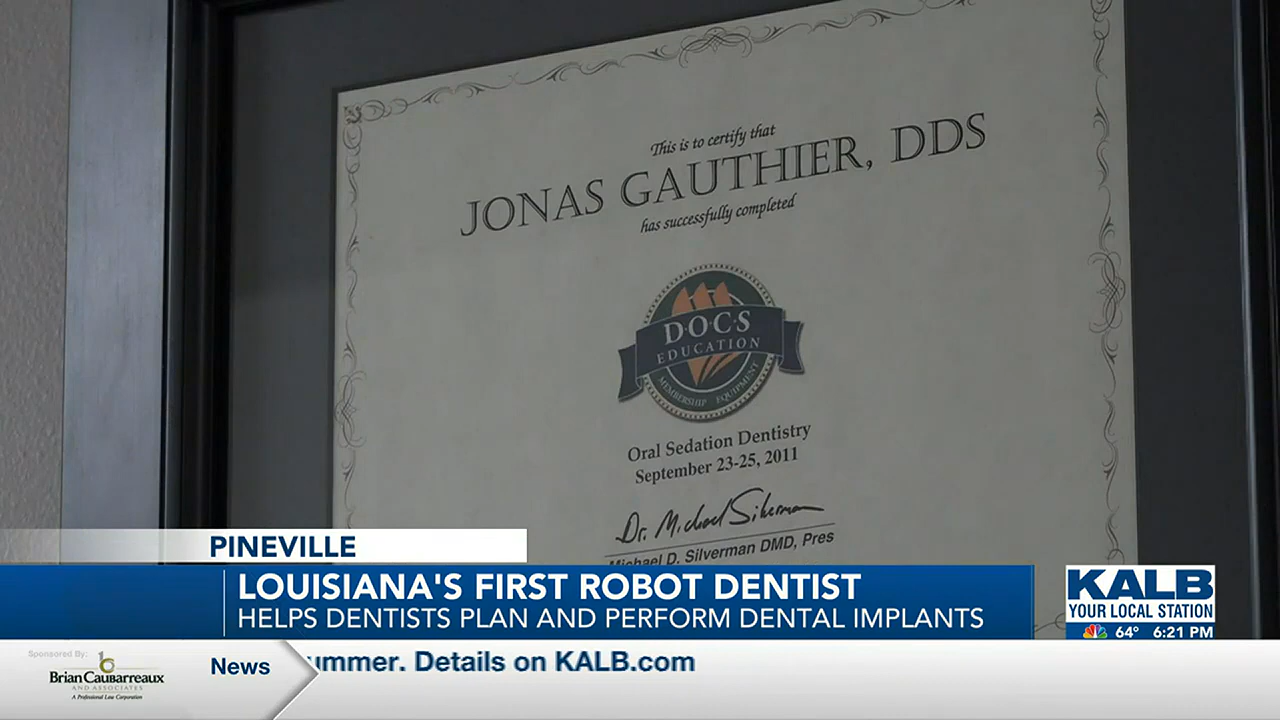 This is to certify that
JONAS GAUTHIER, DDS
has successfully completed
D·O·C·S
EDUCATION
MEMBERSHIP EQUIPMENT
Oral Sedation Dentistry
September 23-25, 2011
Dr. Michael Silverman
Michael D. Silverman DMD, Pres
PINEVILLE
LOUISIANA'S FIRST ROBOT DENTIST
HELPS DENTISTS PLAN AND PERFORM DENTAL IMPLANTS
KALB
YOUR LOCAL STATION
64° 6:21 PM
Sponsored By:
Brian Caubarreaux
AND ASSOCIATES
A Professional Law Corporation
News
ummer. Details on KALB.com